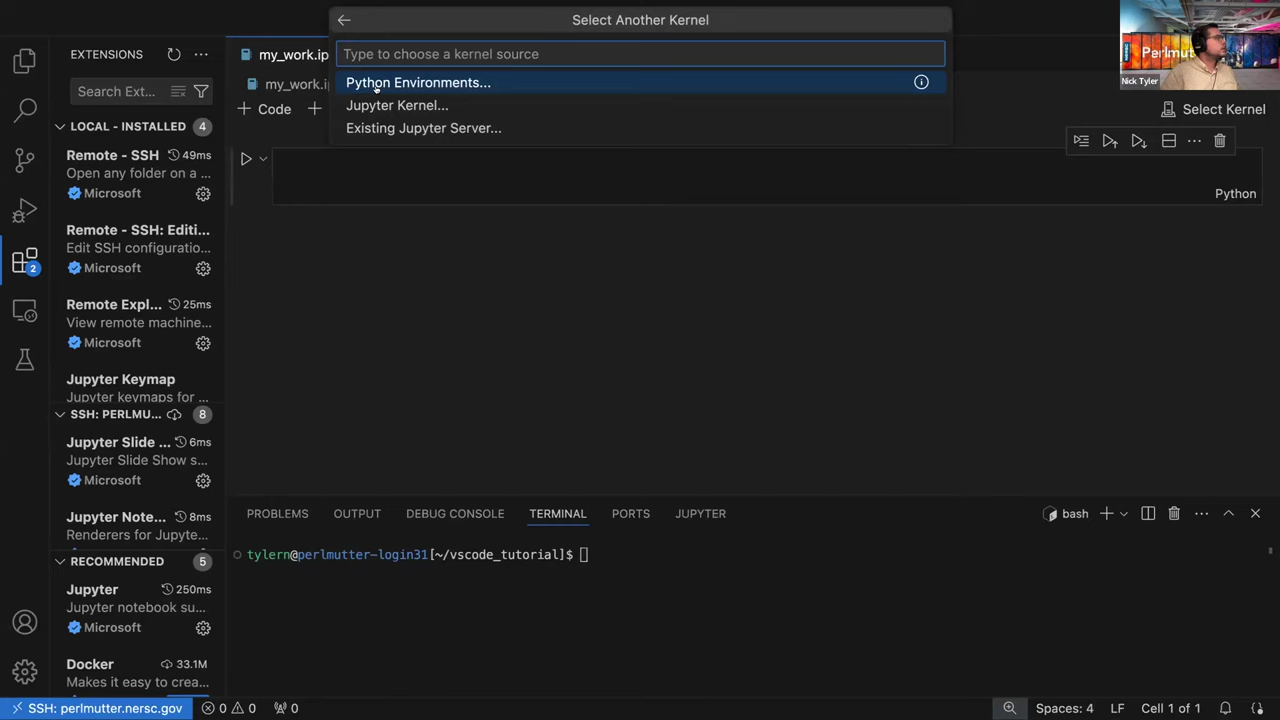 Select Another Kernel
Type to choose a kernel source
Python Environments...
Jupyter Kernel...
Existing Jupyter Server...
Perlmu
Nick Tyler
EXTENSIONS
Search Ext...
LOCAL - INSTALLED 4
Remote - SSH 49ms
Open any folder on a ...
Microsoft
Remote - SSH: Editi...
Edit SSH configuratio...
Microsoft
Remote Expl... 25ms
View remote machine...
Microsoft
Jupyter Keymap
Jupyter keymaps for ...
SSH: PERLMU... 8
Jupyter Slide ... 6ms
Jupyter Slide Show s...
Microsoft
Jupyter Note... 8ms
Renderers for Jupyte...
RECOMMENDED 5
Jupyter 250ms
Jupyter notebook su...
Microsoft
Docker 33.1M
Makes it easy to crea...
2
my_work.ip
my_work.i
+ Code +
Select Kernel
Python
PROBLEMS OUTPUT DEBUG CONSOLE TERMINAL PORTS JUPYTER
bash
tylern@perlmutter-login31[~/vscode_tutorial]$
SSH: perlmutter.nersc.gov 0 0 0
Spaces: 4 LF Cell 1 of 1